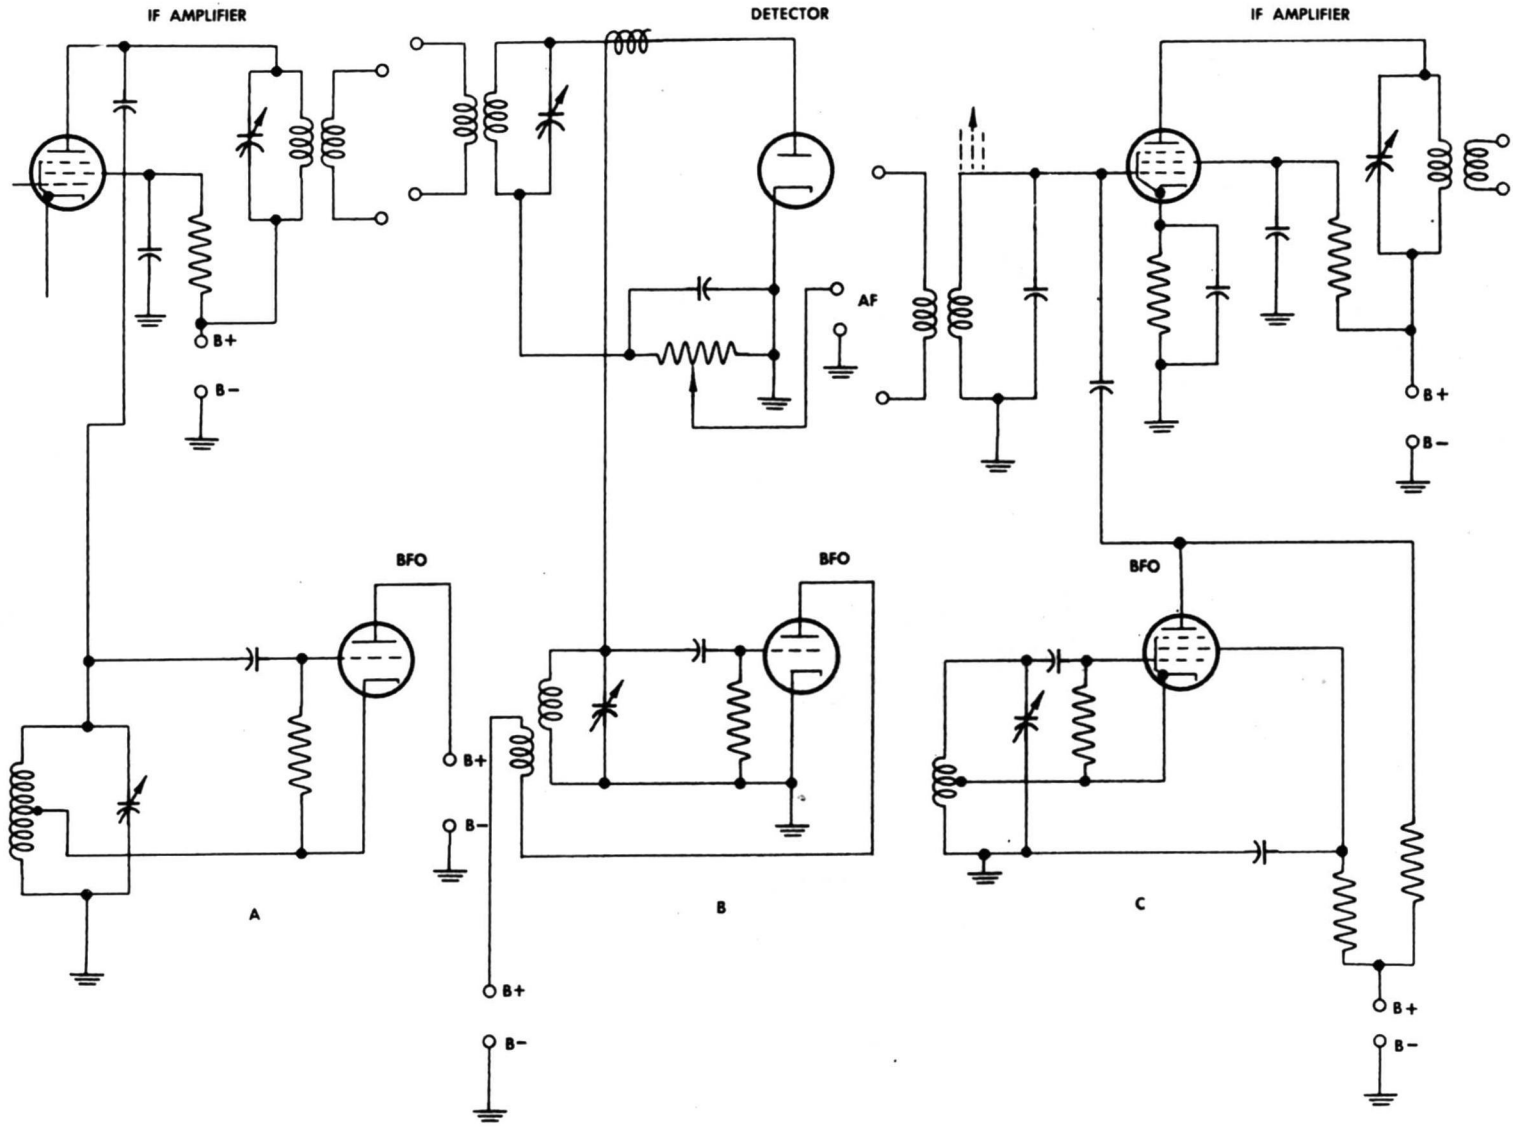 IF AMPLIFIER
DETECTOR
IF AMPLIFIER
B+
B-
AF
B+
B-
BFO
BFO
BFO
B+
B-
A
B
C
B+
B-
B+
B-